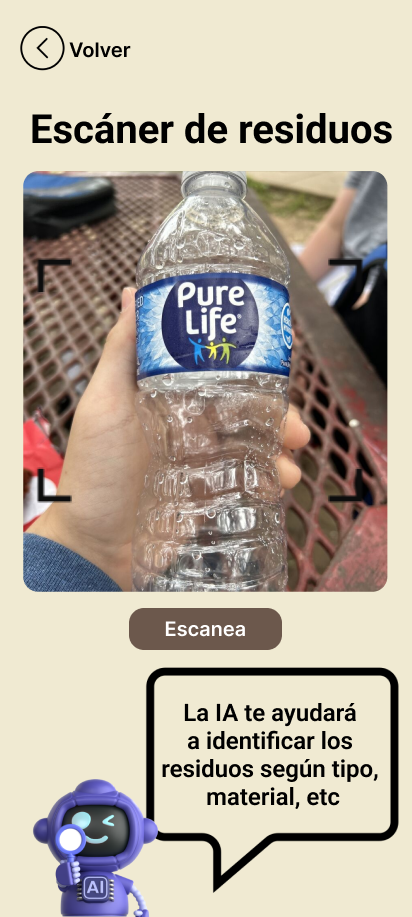 Volver
Escáner de residuos
Pure
Life
Escanea
La IA te ayudará
a identificar los
residuos según tipo,
material, etc
AI